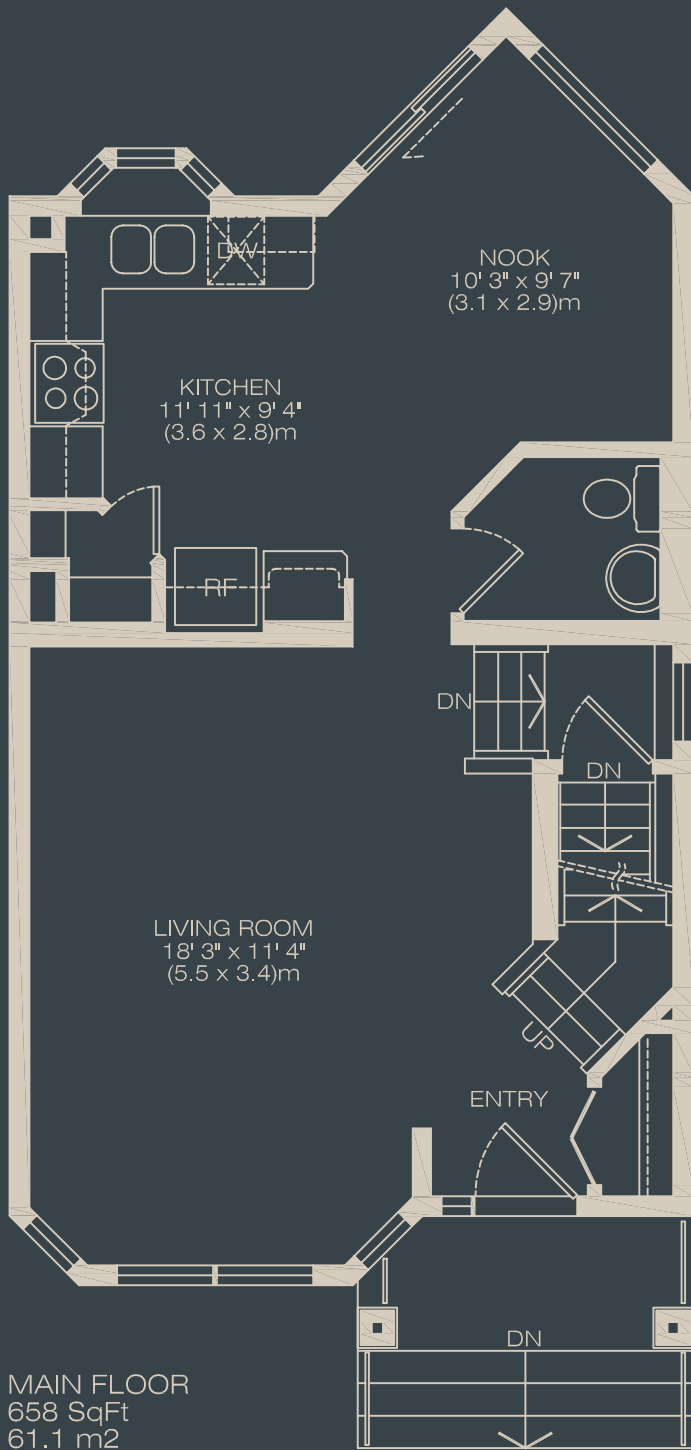 NOOK
10' 3" x 9' 7"
(3.1 x 2.9)m
DW
KITCHEN
11' 11" x 9' 4"
(3.6 x 2.8)m
RF
DN
DN
LIVING ROOM
18' 3" x 11' 4"
(5.5 x 3.4)m
UP
ENTRY
DN
MAIN FLOOR
658 SqFt
61.1 m2